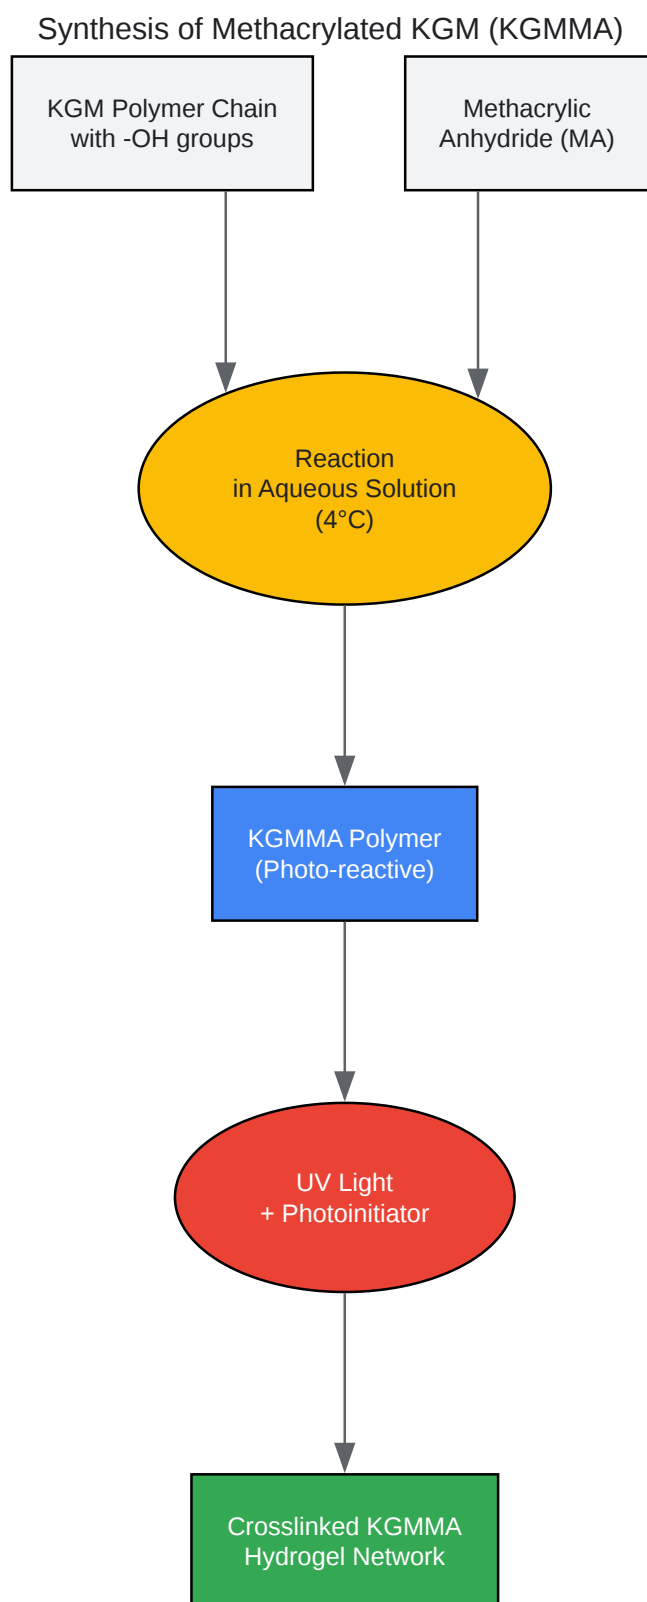 Synthesis of Methacrylated KGM (KGMMA)
KGM Polymer Chain
with -OH groups
Methacrylic
Anhydride (MA)
Reaction
in Aqueous Solution
(4°C)
KGMMA Polymer
(Photo-reactive)
UV Light
+ Photoinitiator
Crosslinked KGMMA
Hydrogel Network